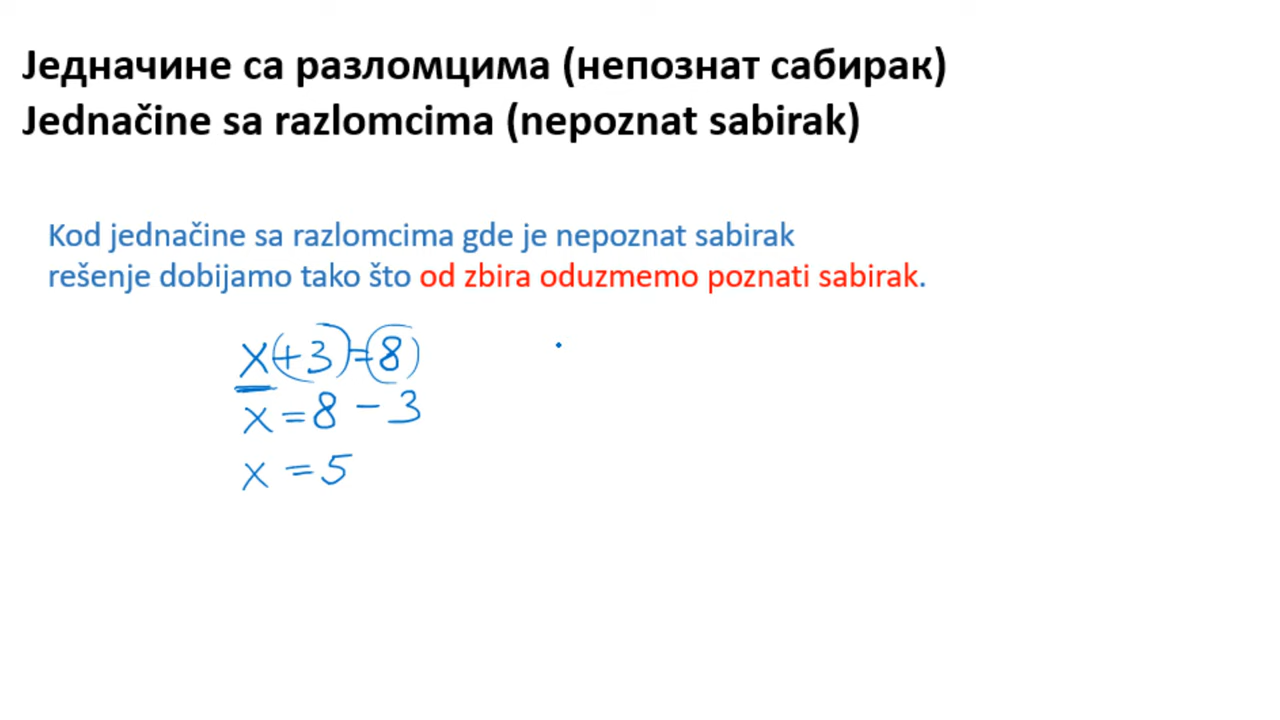 Једначине са разломцима (непознат сабирак)
Jednačine sa razlomcima (nepoznat sabirak)
Kod jednačine sa razlomcima gde je nepoznat sabirak
rešenje dobijamo tako što od zbira oduzmemo poznati sabirak.
x(+3)=(8)
x=8-3
x=5